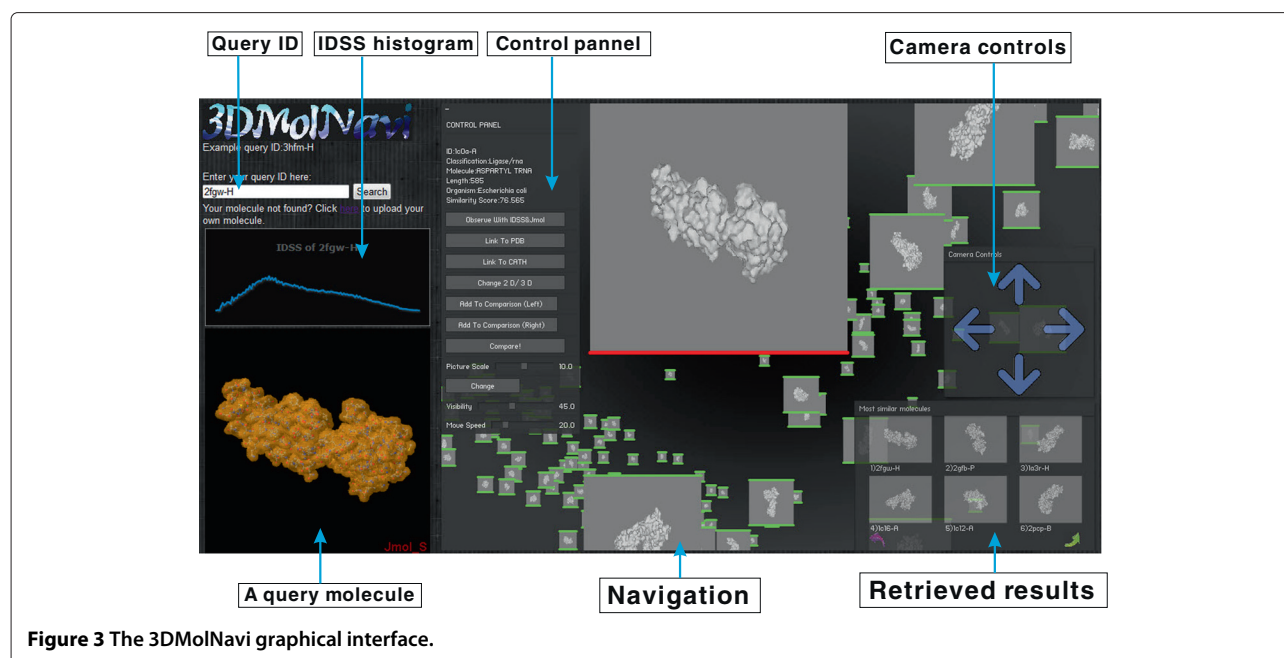 Query ID
IDSS histogram
Control pannel
Camera controls
3DMolNavi
Example query ID:3hfm-H
Enter your query ID here:
2fgw-H
Search
Your molecule not found? Click to upload your
own molecule.
IDSS of 2fgw-H
Jmol_S
CONTROL PANEL
ID:1c0a-A
Classification:Ligase/rna
Molecule:ASPARTYL TRNA
Length:585
Organism:Escherichia coli
Similarity Score:76.565
Observe With IDSS&Jmol
Link To PDB
Link To CATH
Change 2 D/ 3 D
Add To Comparison (Left)
Add To Comparison (Right)
Compare!
Picture Scale 10.0
Change
Visibility 45.0
Move Speed 20.0
Camera Controls
Most similar molecules
1)2fgw-H
2)2gfb-P
3)1a3r-H
4)1c16-A
5)1c12-A
6)2pcp-B
A query molecule
Navigation
Retrieved results
Figure 3 The 3DMolNavi graphical interface.